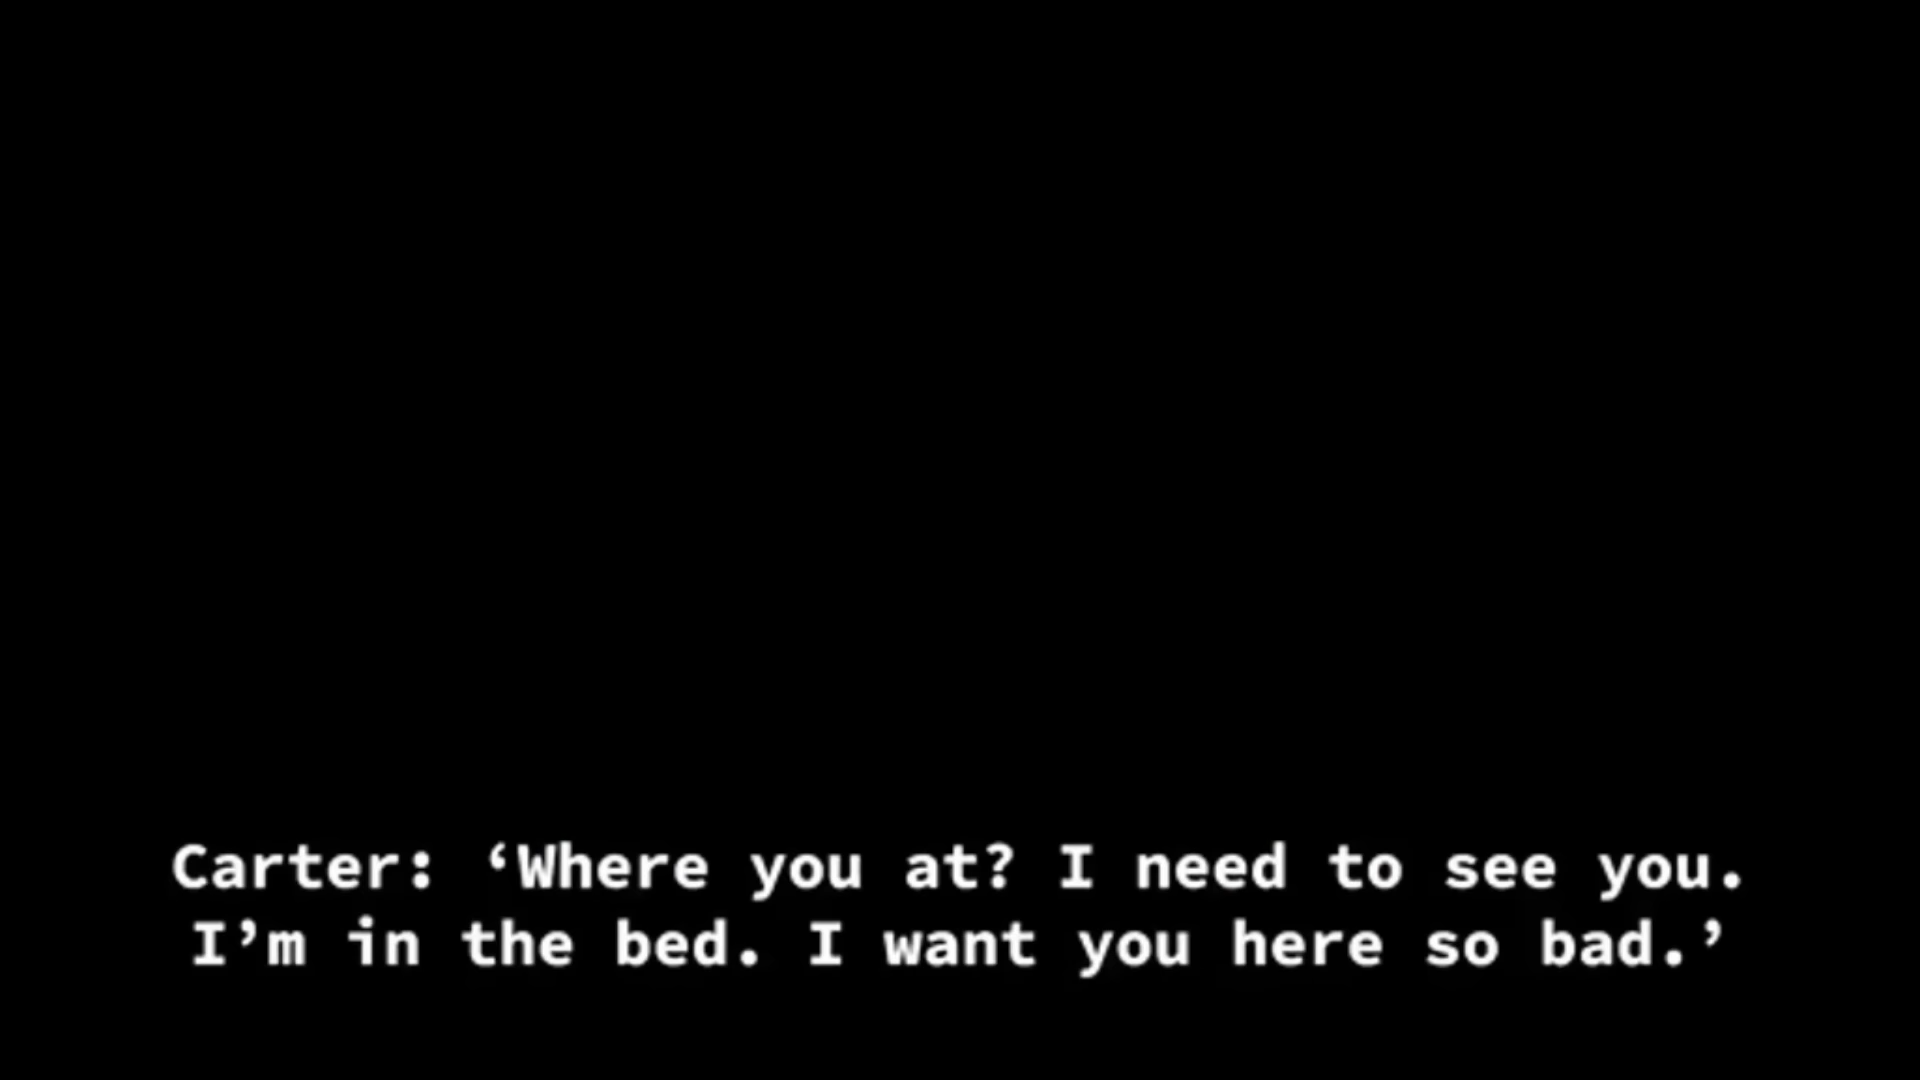 Carter: ‘Where you at? I need to see you.
I’m in the bed. I want you here so bad.’